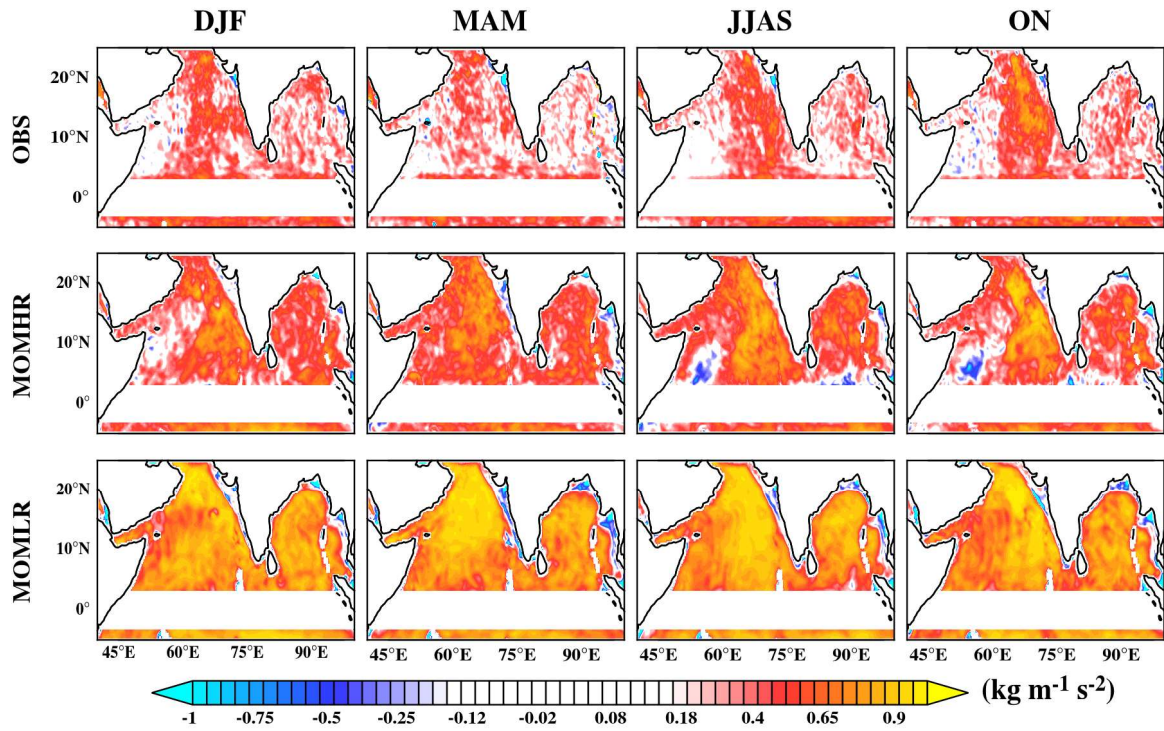 DJF MAM JJAS ON
OBS
20°N
10°N
0°
MOMHR
20°N
10°N
0°
MOMLR
20°N
10°N
0°
45°E 60°E 75°E 90°E 45°E 60°E 75°E 90°E 45°E 60°E 75°E 90°E 45°E 60°E 75°E 90°E
(kg m⁻¹ s⁻²)
-1 -0.75 -0.5 -0.25 -0.12 -0.02 0.08 0.18 0.4 0.65 0.9